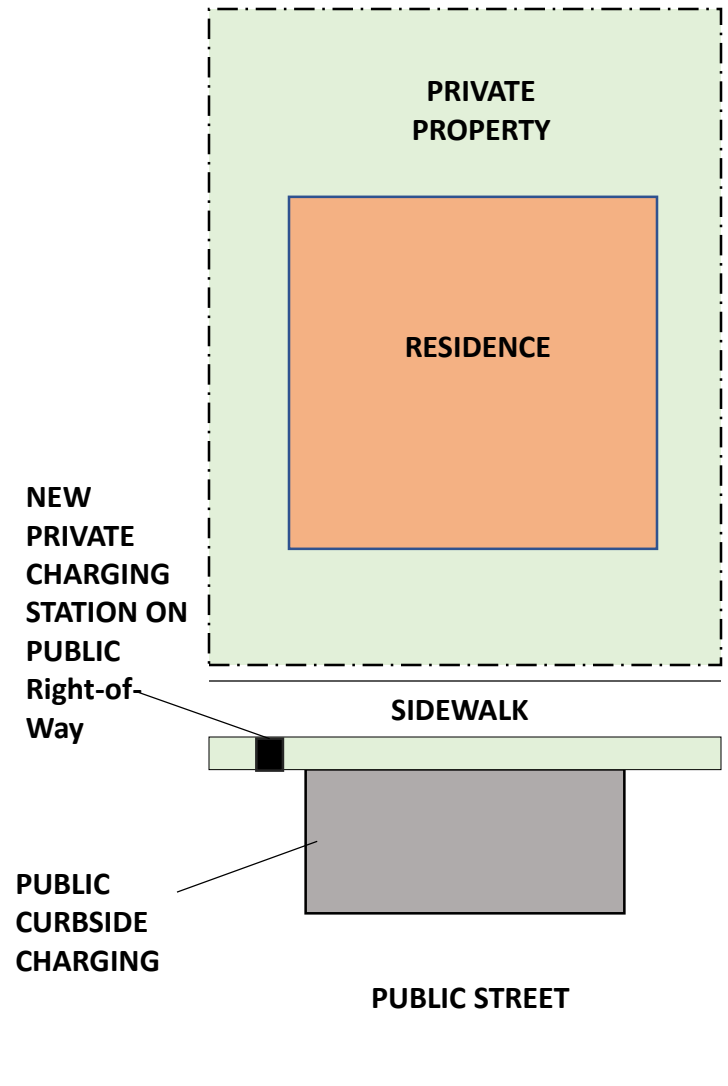 PRIVATE
PROPERTY
RESIDENCE
NEW
PRIVATE
CHARGING
STATION ON
PUBLIC
Right-of-
Way
SIDEWALK
PUBLIC
CURBSIDE
CHARGING
PUBLIC STREET